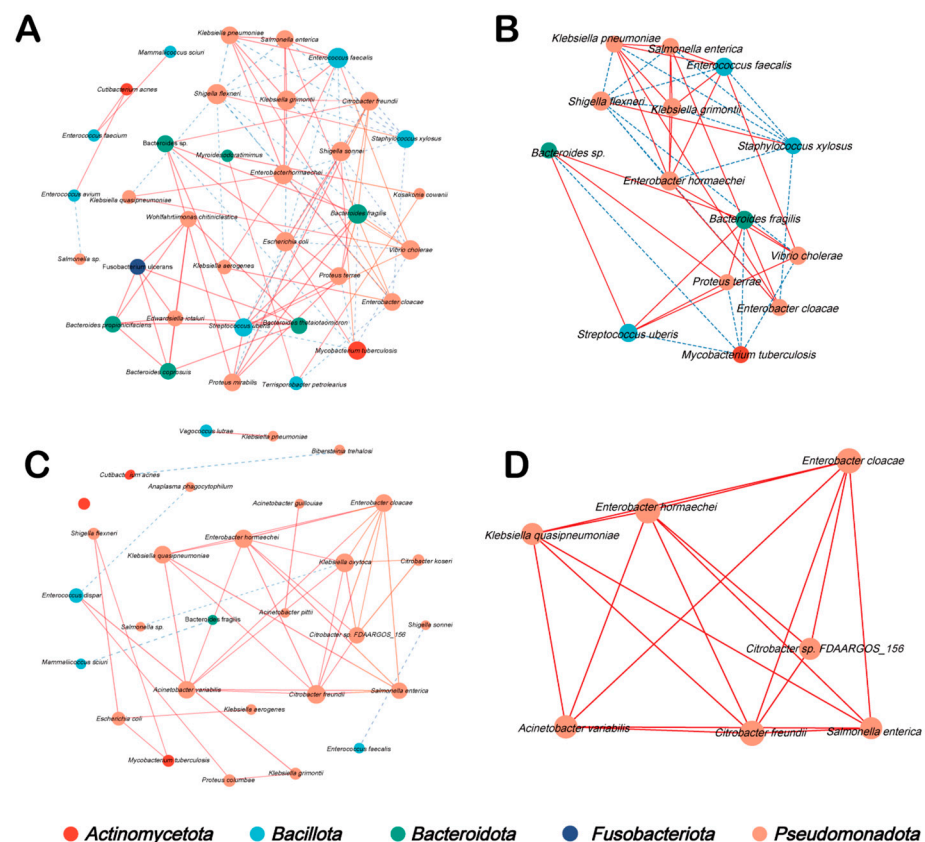 A
Klebsiella pneumoniae
Salmonella enterica
Mammaliicoccus sciuri
Enterococcus faecalis
Cutibacterium acnes
Shigella flexneri
Klebsiella grimontii
Citrobacter freundii
Enterococcus faecium
Bacteroides sp.
Staphylococcus xylosus
Myroides odoratimimus
Shigella sonnei
Enterobacter hormaechei
Enterococcus avium
Klebsiella quasipneumoniae
Kosakonia cowanii
Wohlfahrtiimonas chitiniclastica
Bacteroides fragilis
Escherichia coli
Vibrio cholerae
Salmonella sp.
Fusobacterium ulcerans
Klebsiella aerogenes
Proteus terrae
Enterobacter cloacae
Edwardsiella ictaluri
Bacteroides propionicifaciens
Streptococcus uberis
Bacteroides thetaiotaomicron
Mycobacterium tuberculosis
Bacteroides coprosuis
Proteus mirabilis
Terrisporobacter petrolearius
B
Klebsiella pneumoniae
Salmonella enterica
Enterococcus faecalis
Shigella flexneri
Klebsiella grimontii
Bacteroides sp.
Staphylococcus xylosus
Enterobacter hormaechei
Bacteroides fragilis
Vibrio cholerae
Proteus terrae
Enterobacter cloacae
Streptococcus uberis
Mycobacterium tuberculosis
C
Vagococcus lutrae
Klebsiella pneumoniae
Bibersteinia trehalosi
Cutibacterium acnes
Anaplasma phagocytophilum
Acinetobacter guillouiae
Enterobacter cloacae
Shigella flexneri
Enterobacter hormaechei
Klebsiella quasipneumoniae
Klebsiella oxytoca
Citrobacter koseri
Enterococcus dispar
Acinetobacter pittii
Salmonella sp.
Bacteroides fragilis
Shigella sonnei
Citrobacter sp. FDAARGOS_156
Mammaliicoccus sciuri
Acinetobacter variabilis
Citrobacter freundii
Salmonella enterica
Escherichia coli
Klebsiella aerogenes
Enterococcus faecalis
Mycobacterium tuberculosis
Klebsiella grimontii
Proteus columbae
D
Enterobacter cloacae
Enterobacter hormaechei
Klebsiella quasipneumoniae
Citrobacter sp. FDAARGOS_156
Acinetobacter variabilis
Citrobacter freundii
Salmonella enterica
Actinomycetota
Bacillota
Bacteroidota
Fusobacteriota
Pseudomonadota